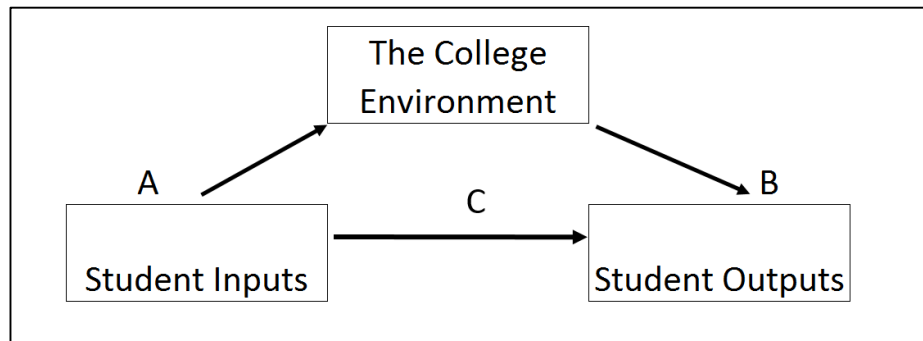 The College
Environment
A
B
C
Student Inputs
Student Outputs